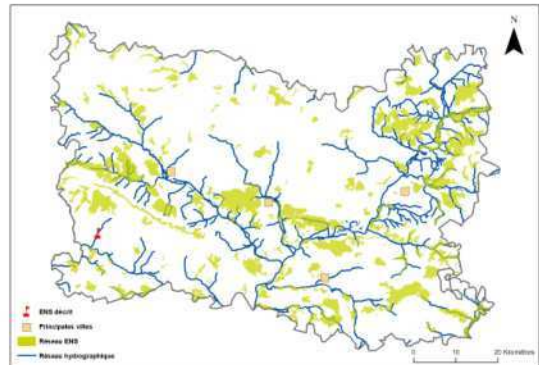 N
ENS décrit
Principales villes
Réseau ENS
Réseau hydrographique
0 10 20 Kilomètres